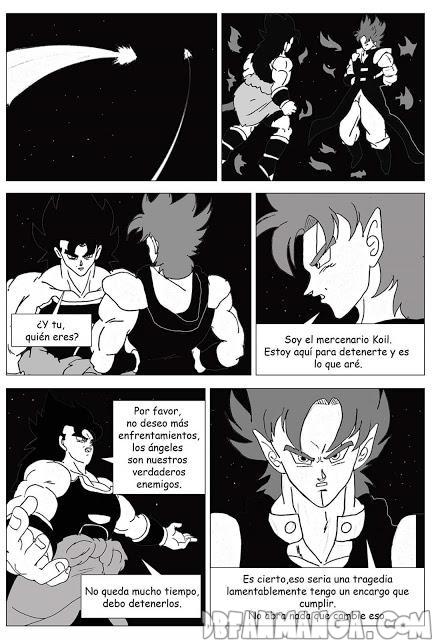 ¿Y tu,
quién eres?
Soy el mercenario Koil.
Estoy aquí para detenerte y es
lo que aré.
Por favor,
no deseo más
enfrentamientos,
los ángeles
son nuestros
verdaderos
enemigos.
No queda mucho tiempo,
debo detenerlos.
Es cierto,eso seria una tragedia
lamentablemente tengo un encargo que
cumplir.
No abra nada que cambie eso
DBFANMANGA.COM